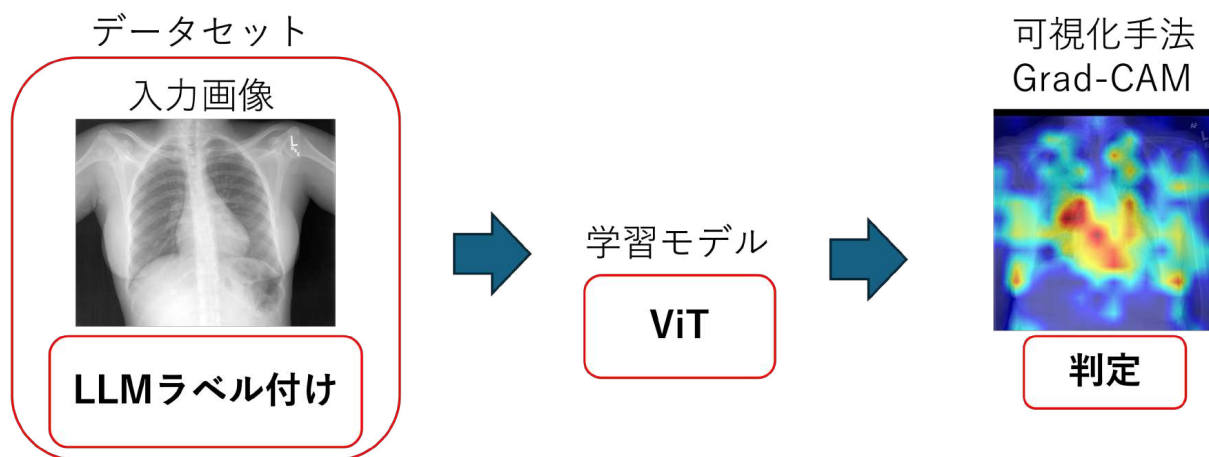 データセット
入力画像
L
LLMラベル付け
学習モデル
ViT
可視化手法
Grad-CAM
AP
L
判定